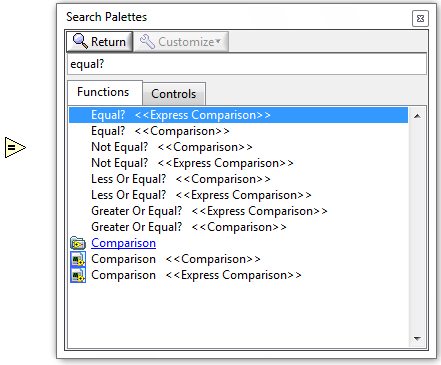 Search Palettes
Return Customize
equal?
Functions Controls
Equal? <<Express Comparison>>
Equal? <<Comparison>>
Not Equal? <<Comparison>>
Not Equal? <<Express Comparison>>
Less Or Equal? <<Comparison>>
Less Or Equal? <<Express Comparison>>
Greater Or Equal? <<Express Comparison>>
Greater Or Equal? <<Comparison>>
Comparison
Comparison <<Comparison>>
Comparison <<Express Comparison>>